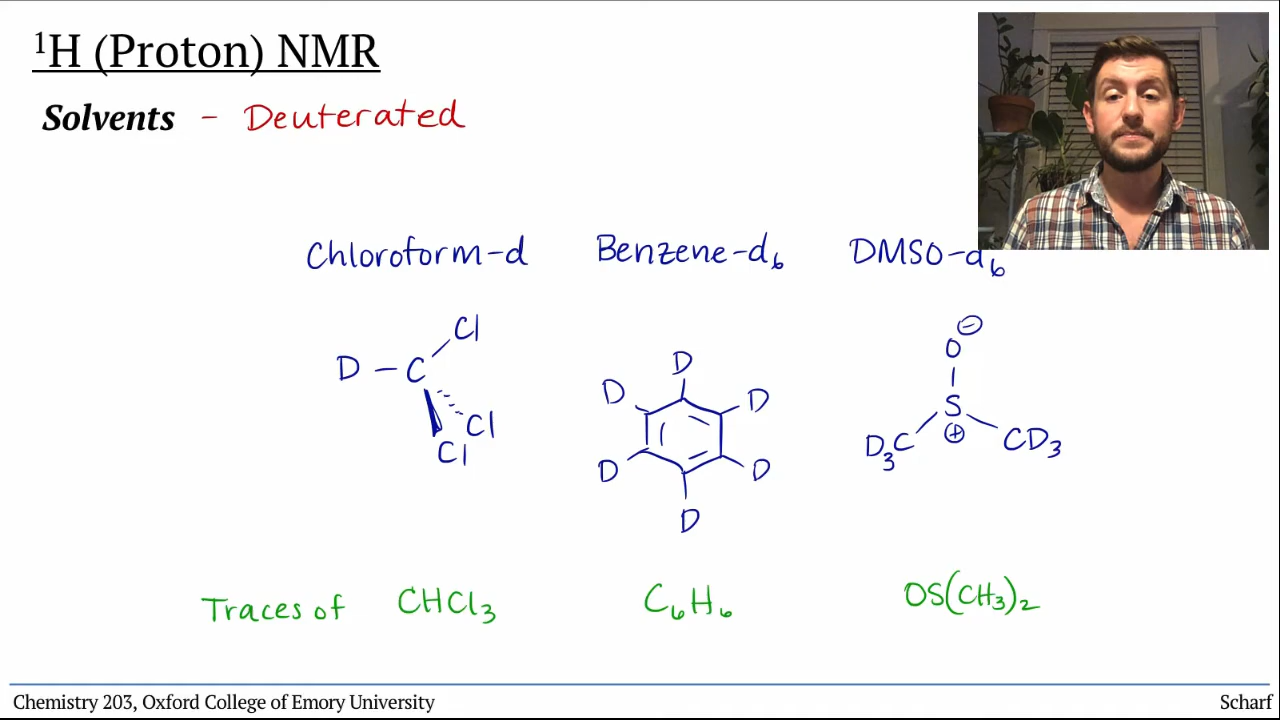 ¹H (Proton) NMR
Solvents - Deuterated
Chloroform-d Benzene-d₆ DMSO-d₆
Cl
D - C
Cl
Cl
D
D
D
D
D
D
O ⊖
S
⊕
D₃C CD₃
Traces of CHCl₃ C₆H₆ OS(CH₃)₂
Chemistry 203, Oxford College of Emory University Scharf